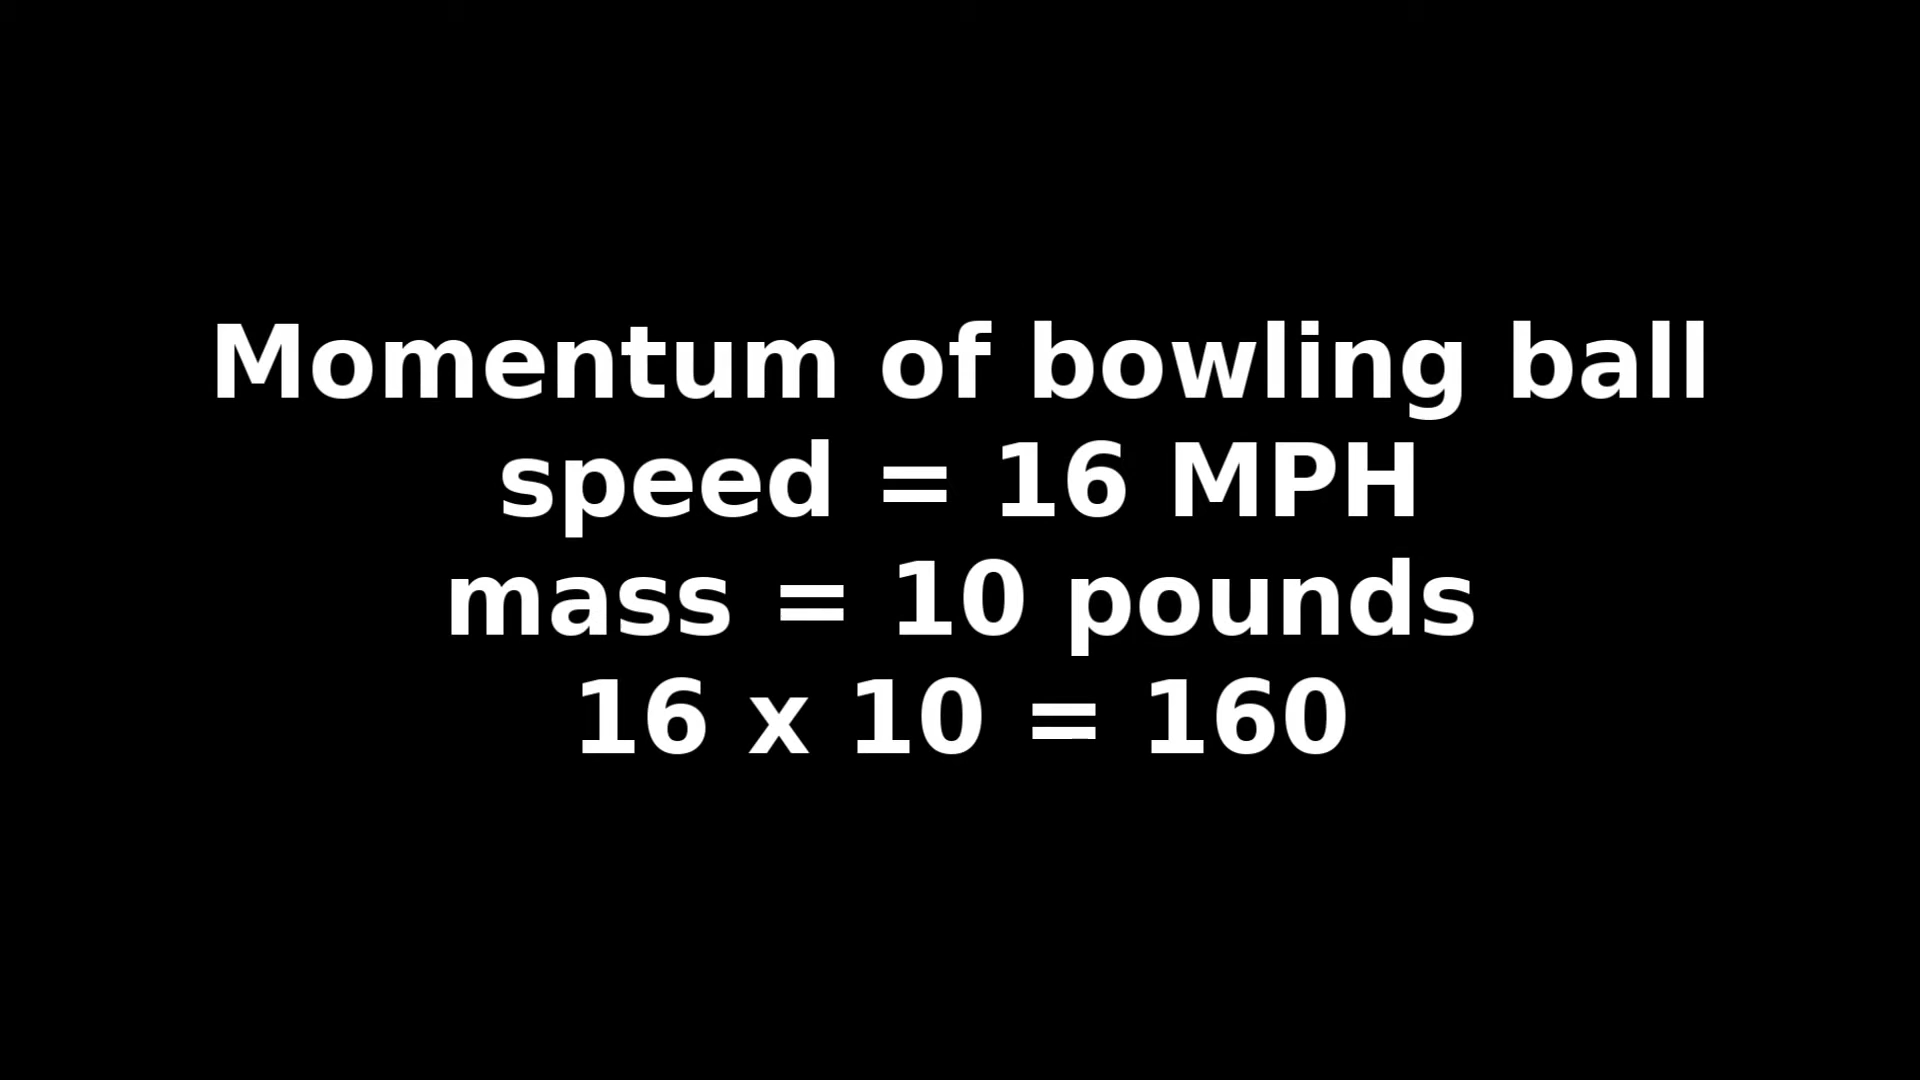 Momentum of bowling ball
speed = 16 MPH
mass = 10 pounds
16 x 10 = 160